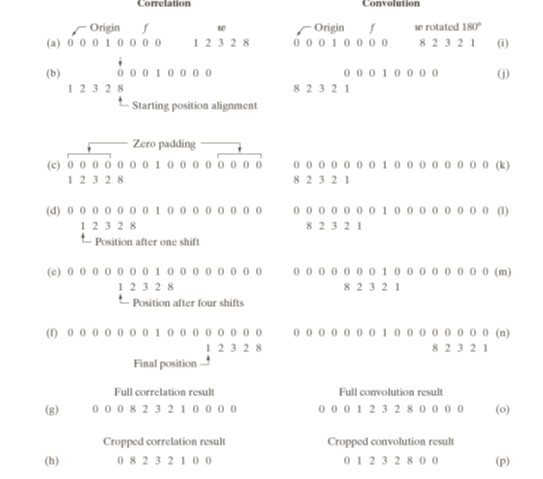 Correlation Convolution
Origin f w Origin f w rotated 180°
(a) 0 0 0 1 0 0 0 0 1 2 3 2 8 0 0 0 1 0 0 0 0 8 2 3 2 1 (i)
(b) 0 0 0 1 0 0 0 0 0 0 0 1 0 0 0 0 (j)
1 2 3 2 8 8 2 3 2 1
Starting position alignment
Zero padding
(c) 0 0 0 0 0 0 0 1 0 0 0 0 0 0 0 0 0 0 0 0 0 0 0 1 0 0 0 0 0 0 0 0 (k)
1 2 3 2 8 8 2 3 2 1
(d) 0 0 0 0 0 0 0 1 0 0 0 0 0 0 0 0 0 0 0 0 0 0 0 1 0 0 0 0 0 0 0 0 (l)
1 2 3 2 8 8 2 3 2 1
Position after one shift
(e) 0 0 0 0 0 0 0 1 0 0 0 0 0 0 0 0 0 0 0 0 0 0 0 1 0 0 0 0 0 0 0 0 (m)
1 2 3 2 8 8 2 3 2 1
Position after four shifts
(f) 0 0 0 0 0 0 0 1 0 0 0 0 0 0 0 0 0 0 0 0 0 0 0 1 0 0 0 0 0 0 0 0 (n)
1 2 3 2 8 8 2 3 2 1
Final position
Full correlation result Full convolution result
(g) 0 0 0 8 2 3 2 1 0 0 0 0 0 0 0 1 2 3 2 8 0 0 0 0 (o)
Cropped correlation result Cropped convolution result
(h) 0 8 2 3 2 1 0 0 0 1 2 3 2 8 0 0 (p)